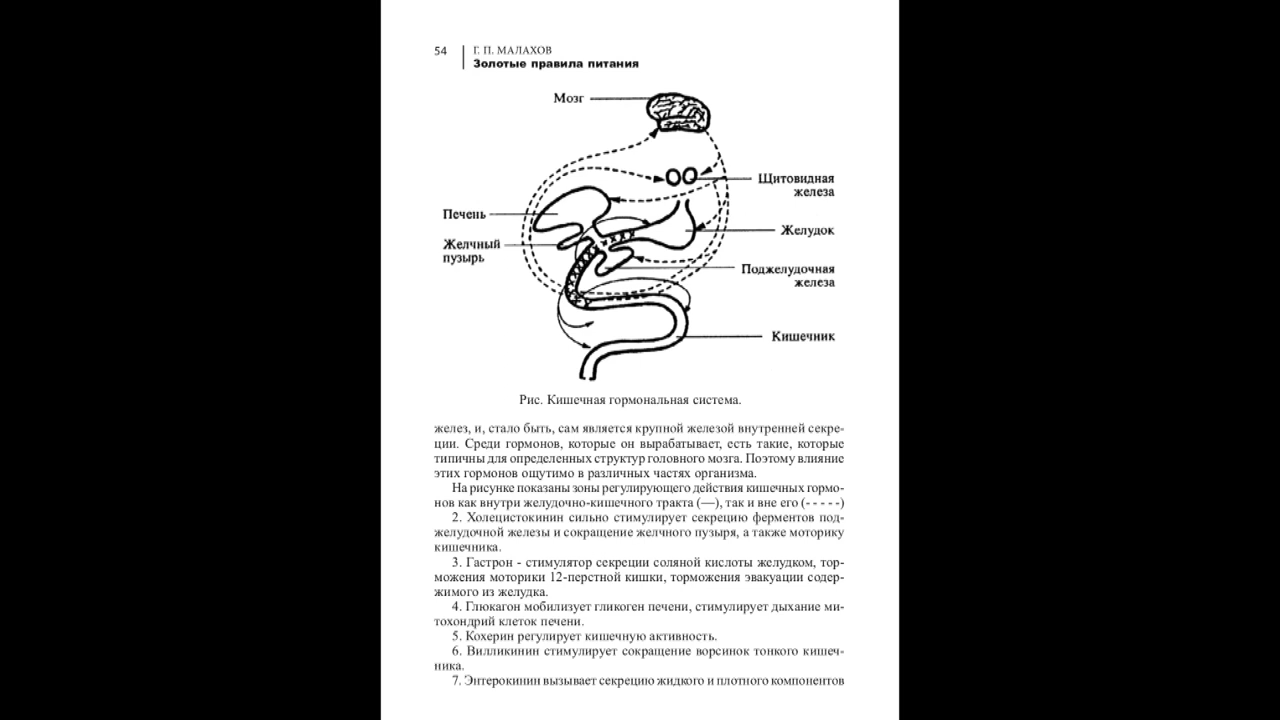 54
Г. П. МАЛАХОВ
Золотые правила питания
Мозг
Щитовидная
железа
Печень
Желудок
Желчный
пузырь
Поджелудочная
железа
Кишечник
Рис. Кишечная гормональная система.
желез, и, стало быть, сам является крупной железой внутренней секре-
ции. Среди гормонов, которые он вырабатывает, есть такие, которые
типичны для определенных структур головного мозга. Поэтому влияние
этих гормонов ощутимо в различных частях организма.
На рисунке показаны зоны регулирующего действия кишечных гормо-
нов как внутри желудочно-кишечного тракта (—), так и вне его (- - - - -)
2. Холецистокинин сильно стимулирует секрецию ферментов под-
желудочной железы и сокращение желчного пузыря, а также моторику
кишечника.
3. Гастрон - стимулятор секреции соляной кислоты желудком, тор-
можения моторики 12-перстной кишки, торможения эвакуации содер-
жимого из желудка.
4. Глюкагон мобилизует гликоген печени, стимулирует дыхание ми-
тохондрий клеток печени.
5. Кохерин регулирует кишечную активность.
6. Вилликинин стимулирует сокращение ворсинок тонкого кишеч-
ника.
7. Энтерокинин вызывает секрецию жидкого и плотного компонентов